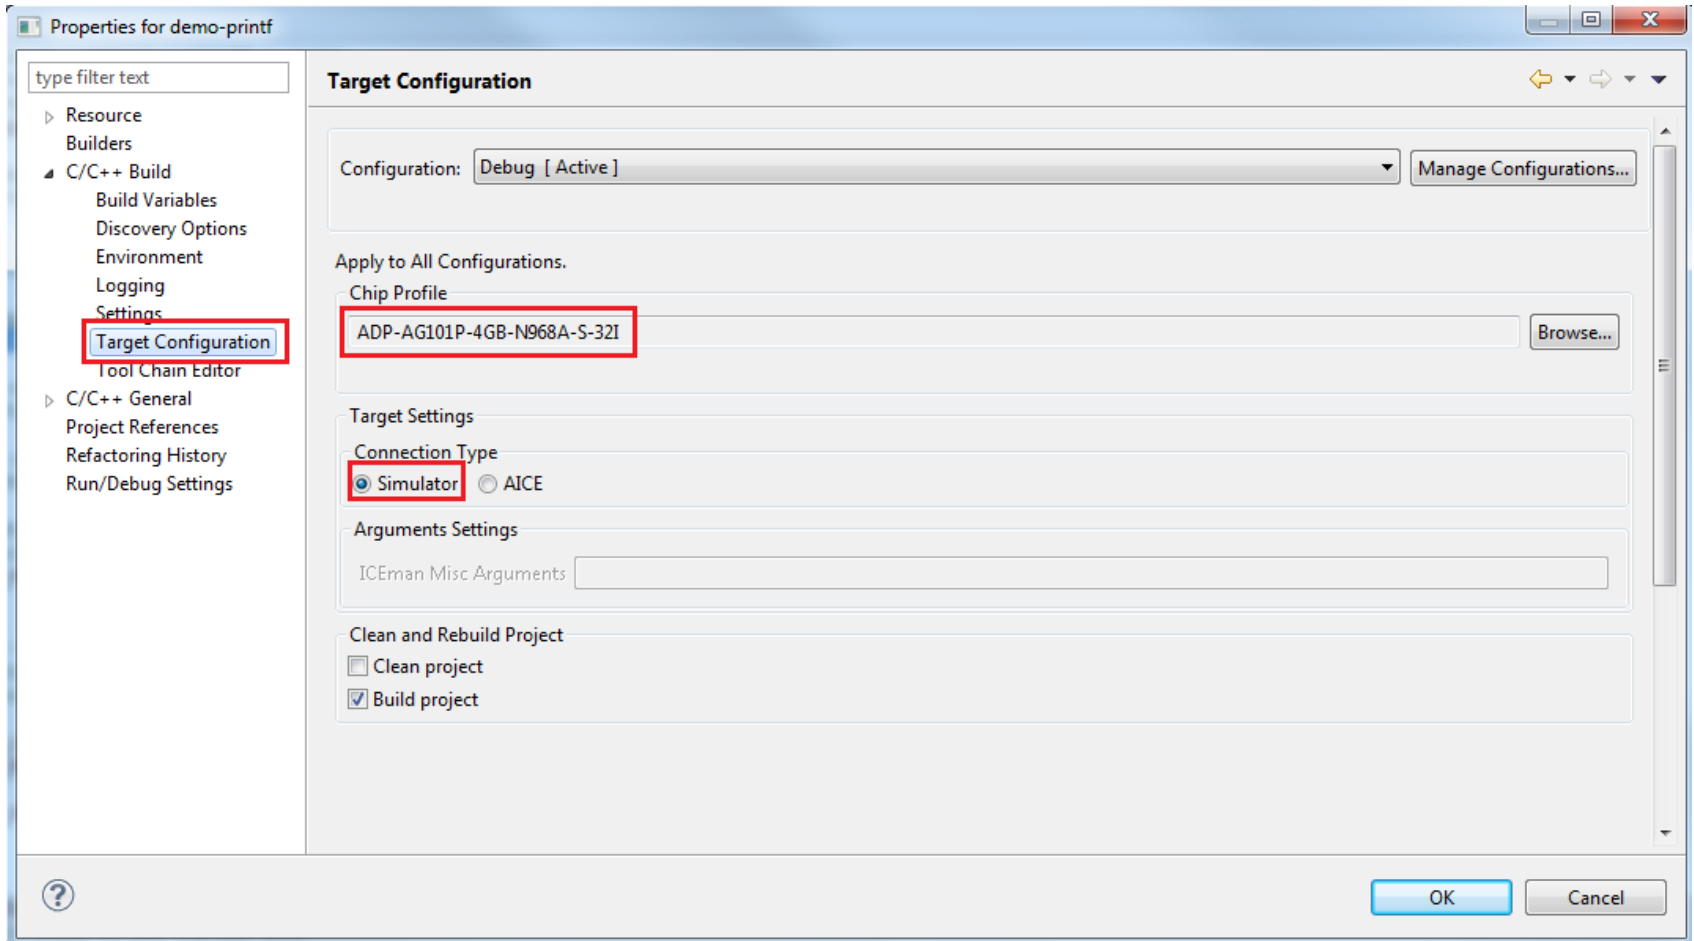 Properties for demo-printf
type filter text
Resource
Builders
C/C++ Build
Build Variables
Discovery Options
Environment
Logging
Settings
Target Configuration
Tool Chain Editor
C/C++ General
Project References
Refactoring History
Run/Debug Settings
Target Configuration
Configuration: Debug [ Active ] Manage Configurations...
Apply to All Configurations.
Chip Profile
ADP-AG101P-4GB-N968A-S-32I Browse...
Target Settings
Connection Type
Simulator AICE
Arguments Settings
ICEman Misc Arguments
Clean and Rebuild Project
Clean project
Build project
OK Cancel